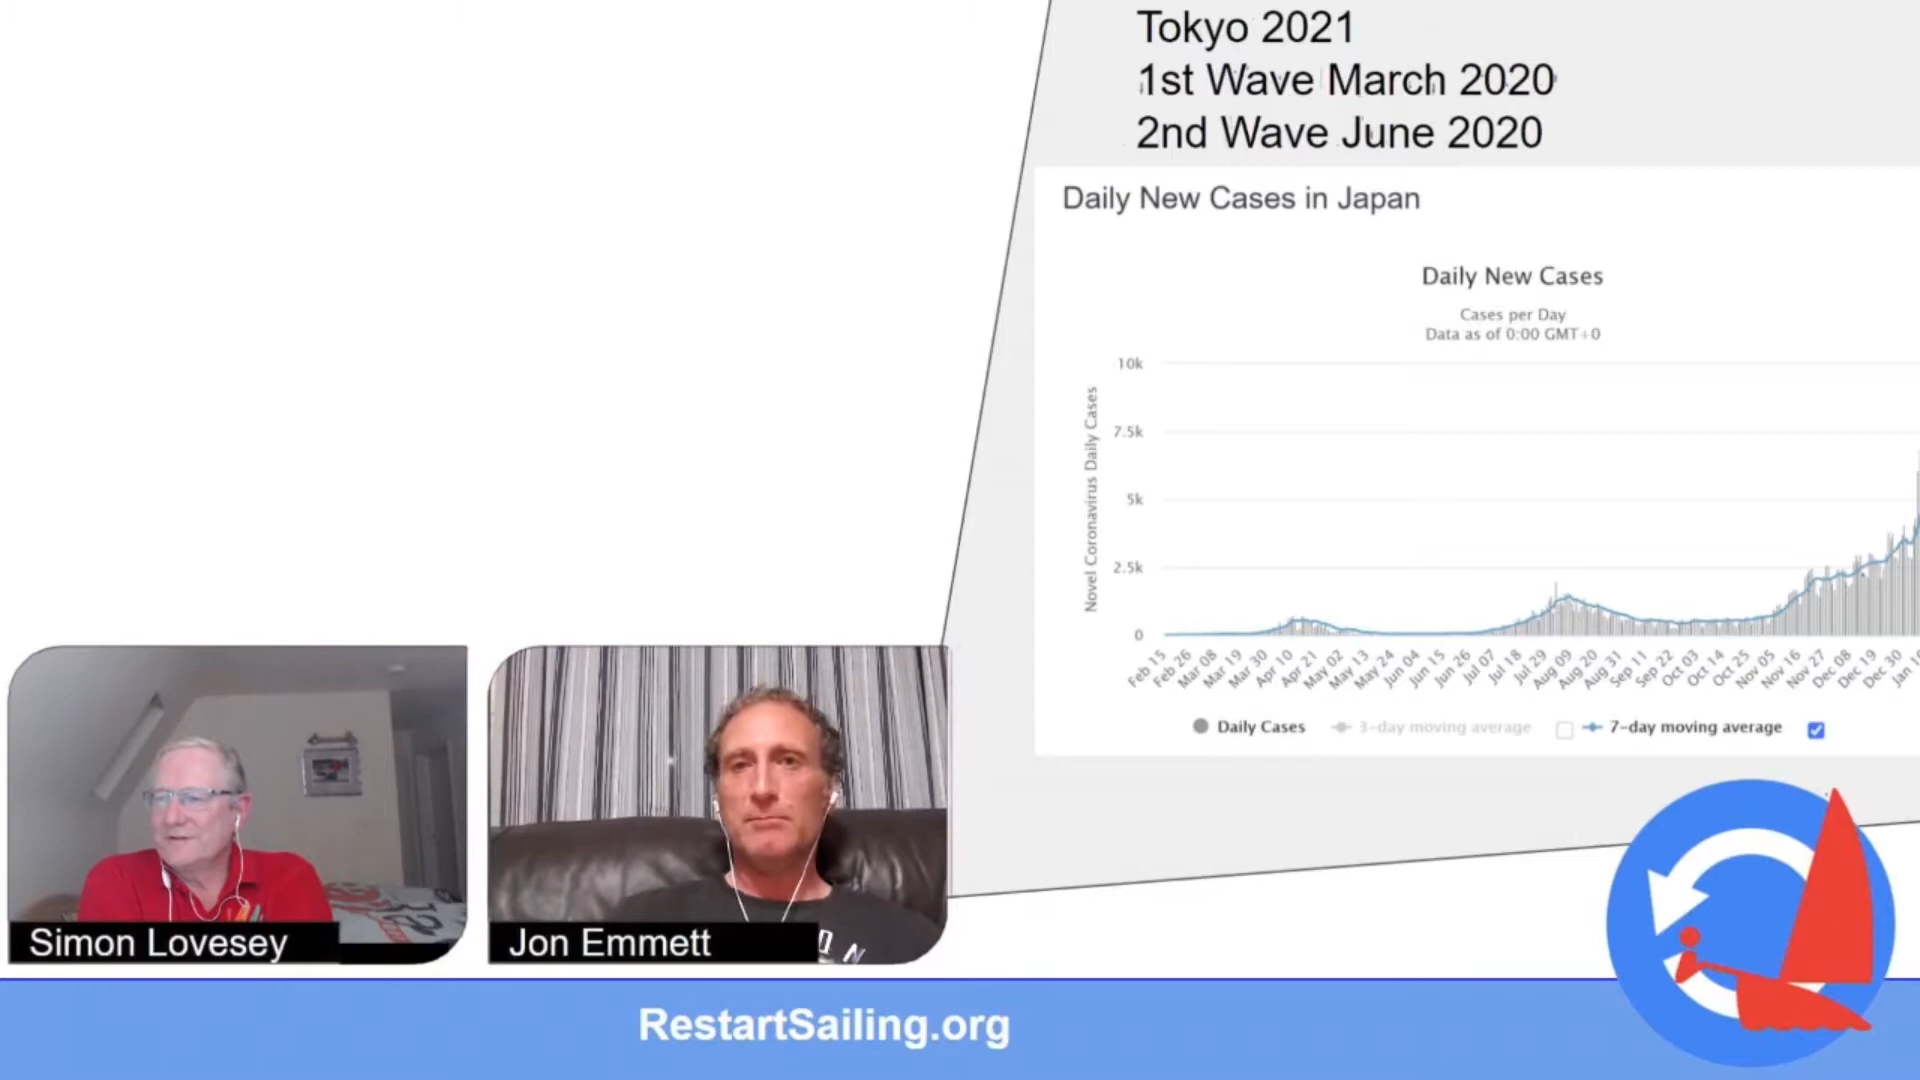 Tokyo 2021
1st Wave March 2020
2nd Wave June 2020
Daily New Cases in Japan
Daily New Cases
Cases per Day
Data as of 0:00 GMT+0
Novel Coronavirus Daily Cases
10k
7.5k
5k
2.5k
0
Feb 15
Feb 26
Mar 08
Mar 19
Mar 30
Apr 10
Apr 21
May 02
May 13
May 24
Jun 04
Jun 15
Jun 26
Jul 07
Jul 18
Jul 29
Aug 09
Aug 20
Aug 31
Sep 11
Sep 22
Oct 03
Oct 14
Oct 25
Nov 05
Nov 16
Nov 27
Dec 08
Dec 19
Dec 30
Jan
Daily Cases
3-day moving average
7-day moving average
Simon Lovesey
Jon Emmett
RestartSailing.org